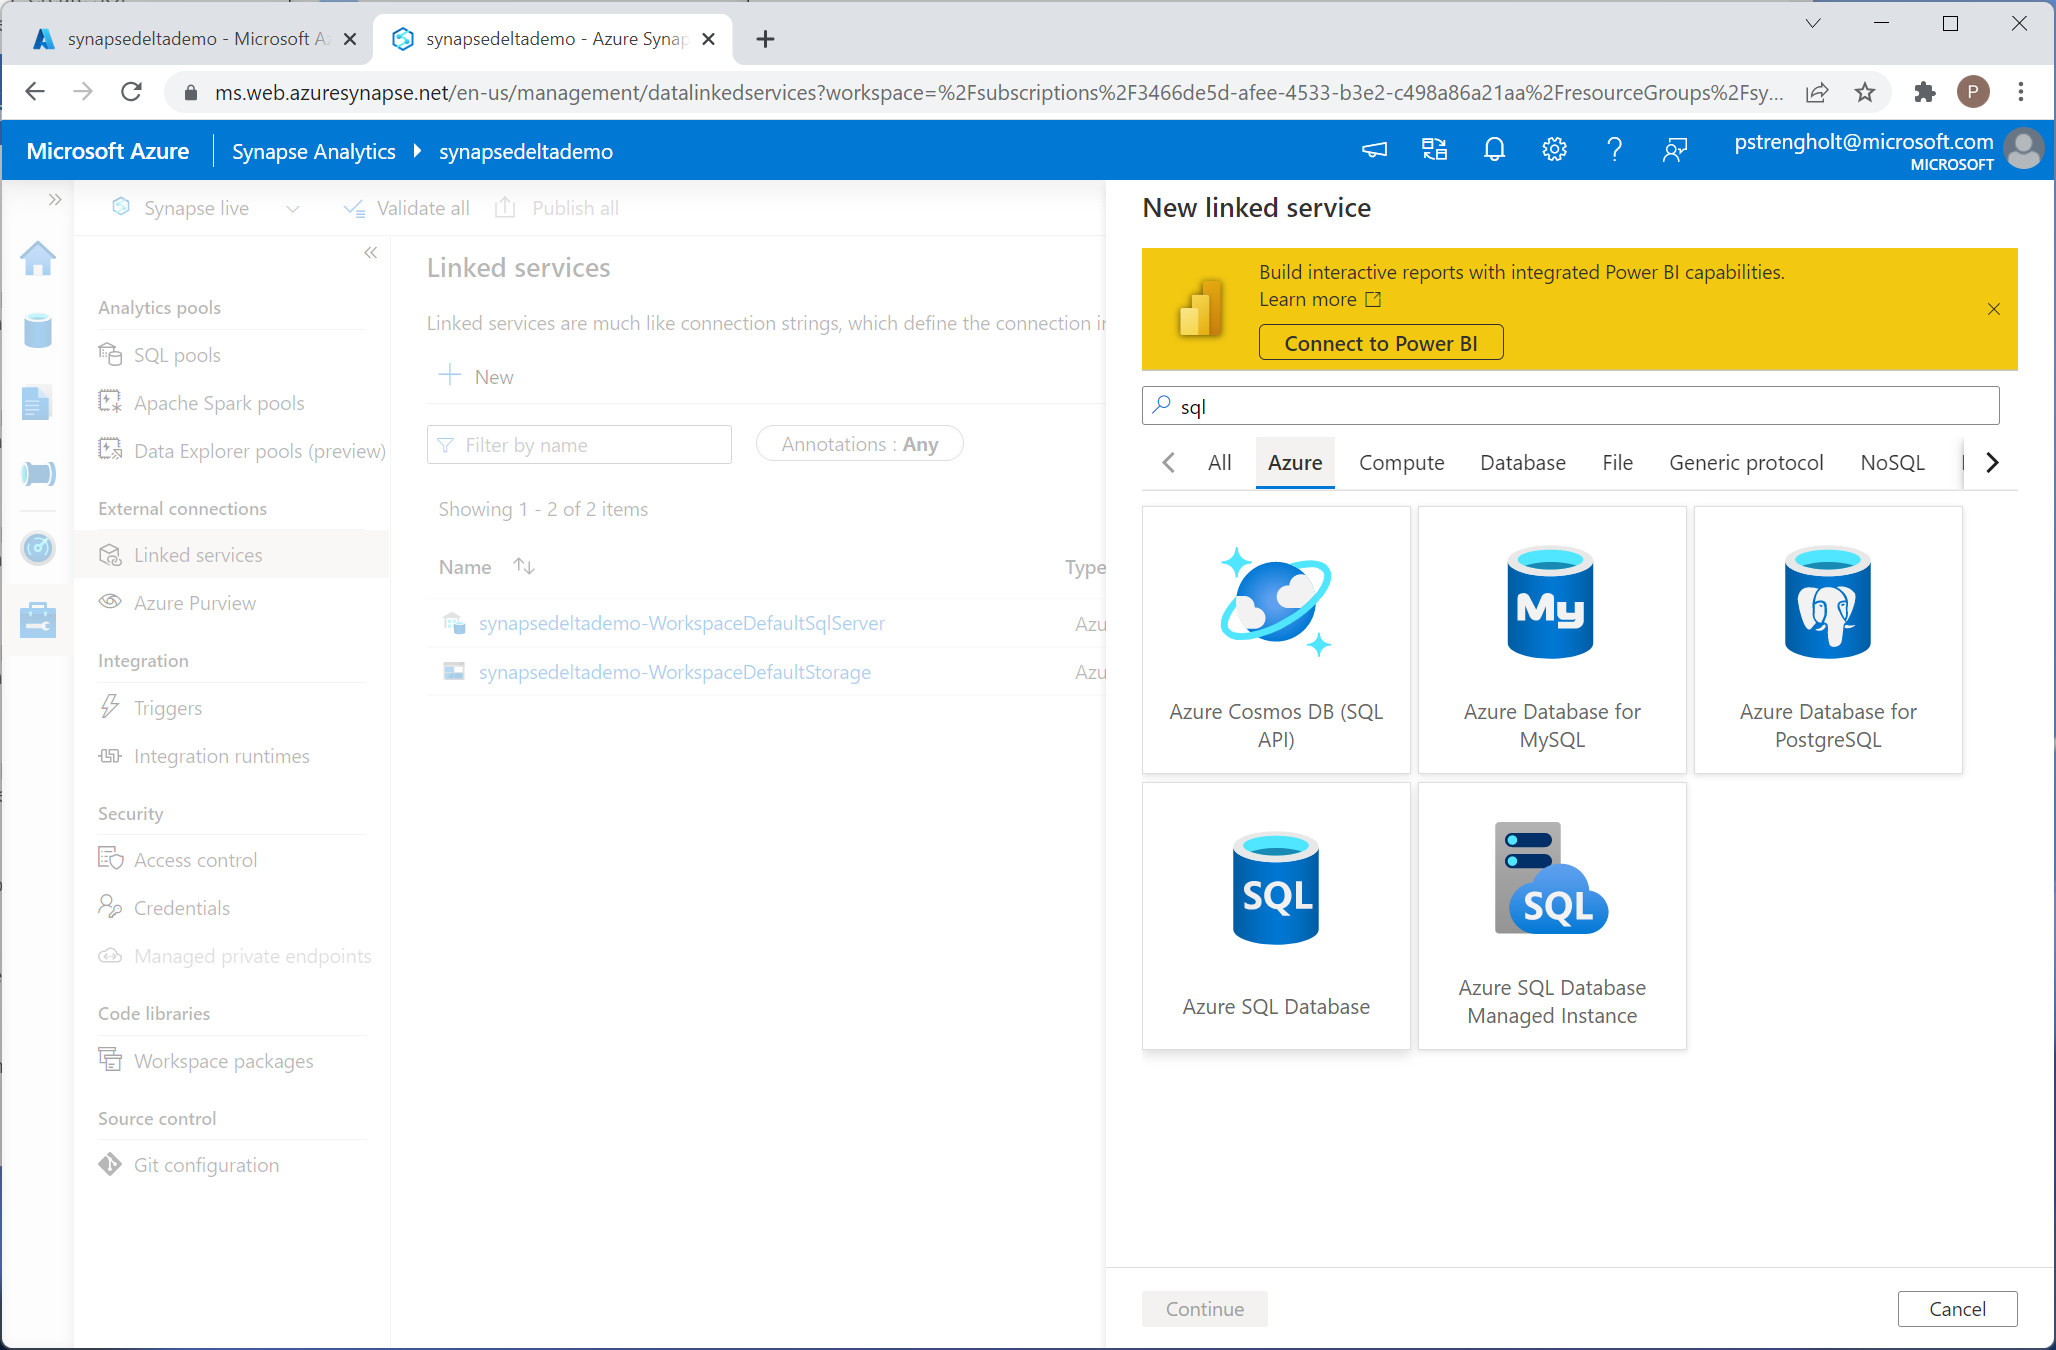 synapsedeltademo - Microsoft Az
synapsedeltademo - Azure Synap
ms.web.azuresynapse.net/en-us/management/datalinkedservices?workspace=%2Fsubscriptions%2F3466de5d-afee-4533-b3e2-c498a86a21aa%2FresourceGroups%2Fsy...
P
Microsoft Azure
Synapse Analytics
synapsedeltademo
pstrengholt@microsoft.com
MICROSOFT
Synapse live
Validate all
Publish all
Analytics pools
SQL pools
Apache Spark pools
Data Explorer pools (preview)
External connections
Linked services
Azure Purview
Integration
Triggers
Integration runtimes
Security
Access control
Credentials
Managed private endpoints
Code libraries
Workspace packages
Source control
Git configuration
Linked services
Linked services are much like connection strings, which define the connection in
New
Filter by name
Annotations : Any
Showing 1 - 2 of 2 items
Name
Type
synapsedeltademo-WorkspaceDefaultSqlServer
Azu
synapsedeltademo-WorkspaceDefaultStorage
Azu
New linked service
Build interactive reports with integrated Power BI capabilities.
Learn more
Connect to Power BI
sql
All
Azure
Compute
Database
File
Generic protocol
NoSQL
Azure Cosmos DB (SQL
API)
My
Azure Database for
MySQL
Azure Database for
PostgreSQL
SQL
Azure SQL Database
SQL
Azure SQL Database
Managed Instance
Continue
Cancel